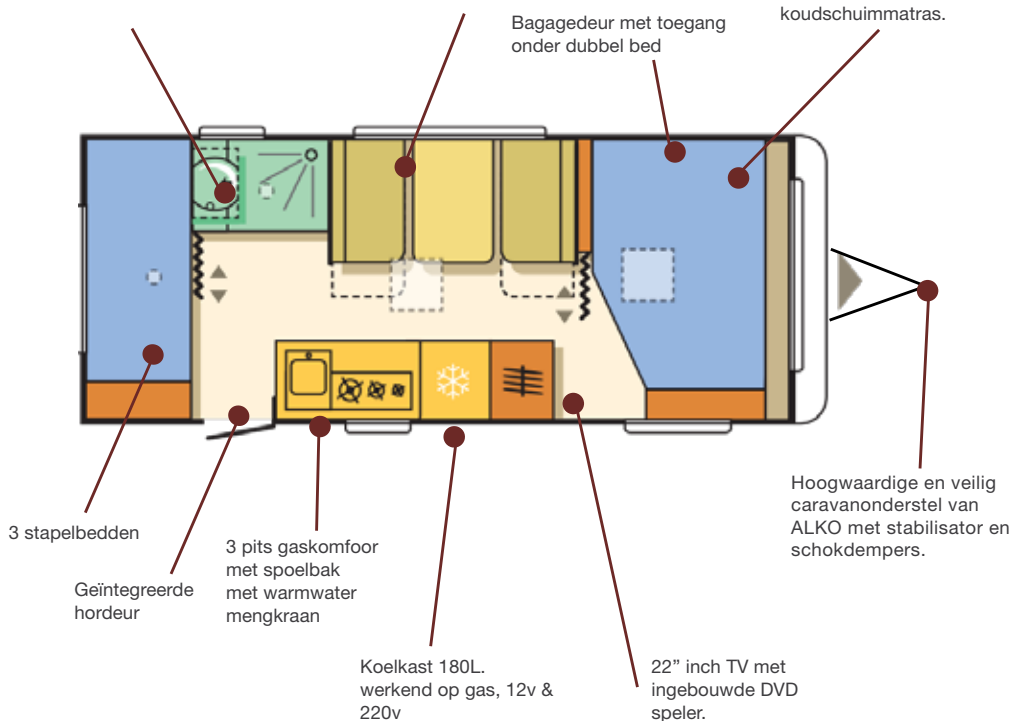 koudschuimmatras.
Bagagedeur met toegang
onder dubbel bed
Hoogwaardige en veilig
caravanonderstel van
ALKO met stabilisator en
schokdempers.
3 stapelbedden
Geïntegreerde
hordeur
3 pits gaskomfoor
met spoelbak
met warmwater
mengkraan
Koelkast 180L.
werkend op gas, 12v &
220v
22” inch TV met
ingebouwde DVD
speler.